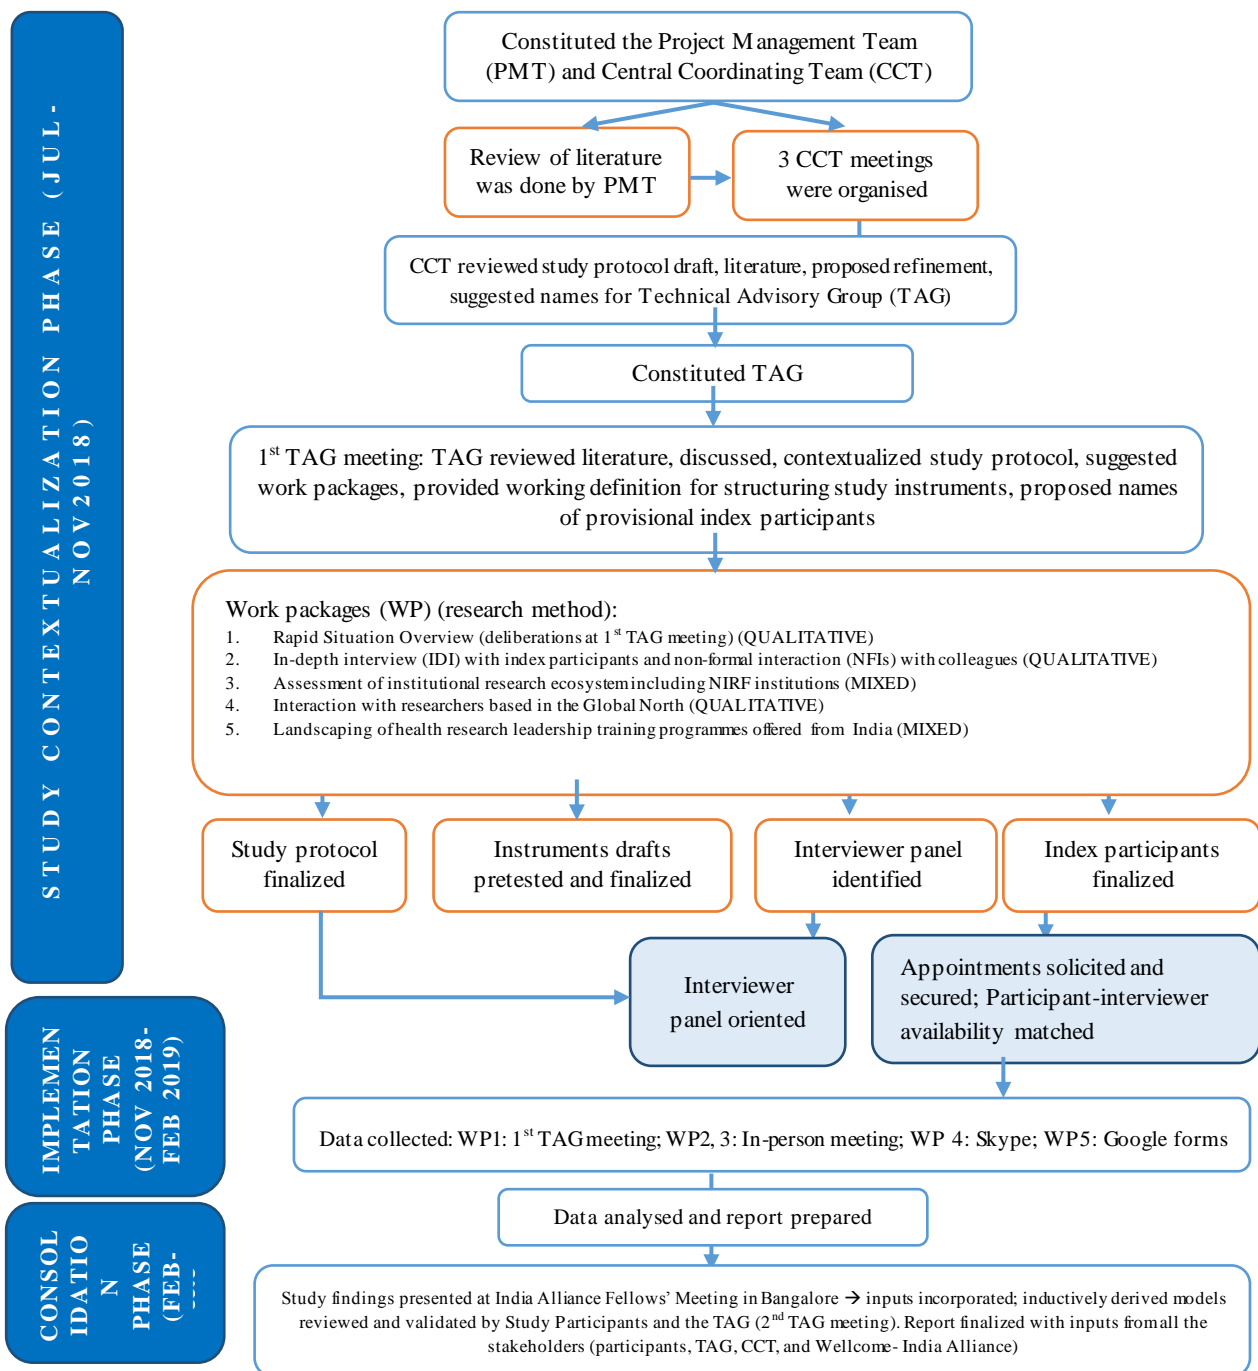 STUDY CONTEXTUALIZATION PHASE (JUL-
NOV2018)
Constituted the Project Management Team
(PMT) and Central Coordinating Team (CCT)
Review of literature
was done by PMT
3 CCT meetings
were organised
CCT reviewed study protocol draft, literature, proposed refinement,
suggested names for Technical Advisory Group (TAG)
Constituted TAG
1st TAG meeting: TAG reviewed literature, discussed, contextualized study protocol, suggested
work packages, provided working definition for structuring study instruments, proposed names
of provisional index participants
Work packages (WP) (research method):
1. Rapid Situation Overview (deliberations at 1st TAG meeting) (QUALITATIVE)
2. In-depth interview (IDI) with index participants and non-formal interaction (NFIs) with colleagues (QUALITATIVE)
3. Assessment of institutional research ecosystem including NIRF institutions (MIXED)
4. Interaction with researchers based in the Global North (QUALITATIVE)
5. Landscaping of health research leadership training programmes offered from India (MIXED)
Study protocol
finalized
Instruments drafts
pretested and finalized
Interviewer panel
identified
Index participants
finalized
Interviewer
panel oriented
Appointments solicited and
secured; Participant-interviewer
availability matched
IMPLEMEN
TATION
PHASE
(NOV 2018-
FEB 2019)
Data collected: WP1: 1st TAG meeting; WP2, 3: In-person meeting; WP 4: Skype; WP5: Google forms
Data analysed and report prepared
CONSOL
IDATIO
N
PHASE
(FEB-
Study findings presented at India Alliance Fellows’ Meeting in Bangalore → inputs incorporated; inductively derived models
reviewed and validated by Study Participants and the TAG (2nd TAG meeting). Report finalized with inputs from all the
stakeholders (participants, TAG, CCT, and Wellcome- India Alliance)